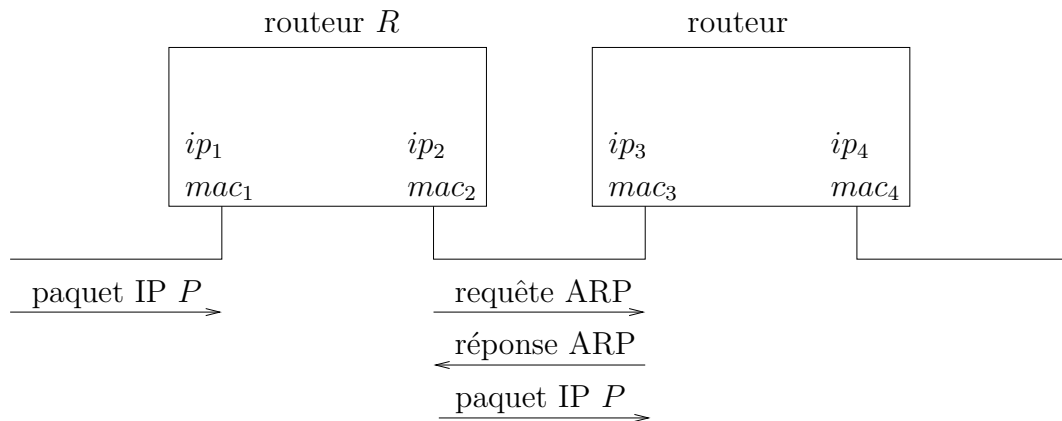 routeur R routeur
ip₁ ip₂ ip₃ ip₄
mac₁ mac₂ mac₃ mac₄
paquet IP P requête ARP
réponse ARP
paquet IP P